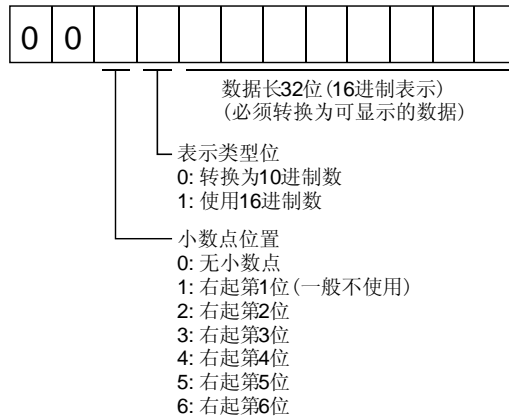 0 0
数据长32位(16进制表示)
(必须转换为可显示的数据)
表示类型位
0: 转换为10进制数
1: 使用16进制数
小数点位置
0: 无小数点
1: 右起第1位(一般不使用)
2: 右起第2位
3: 右起第3位
4: 右起第4位
5: 右起第5位
6: 右起第6位